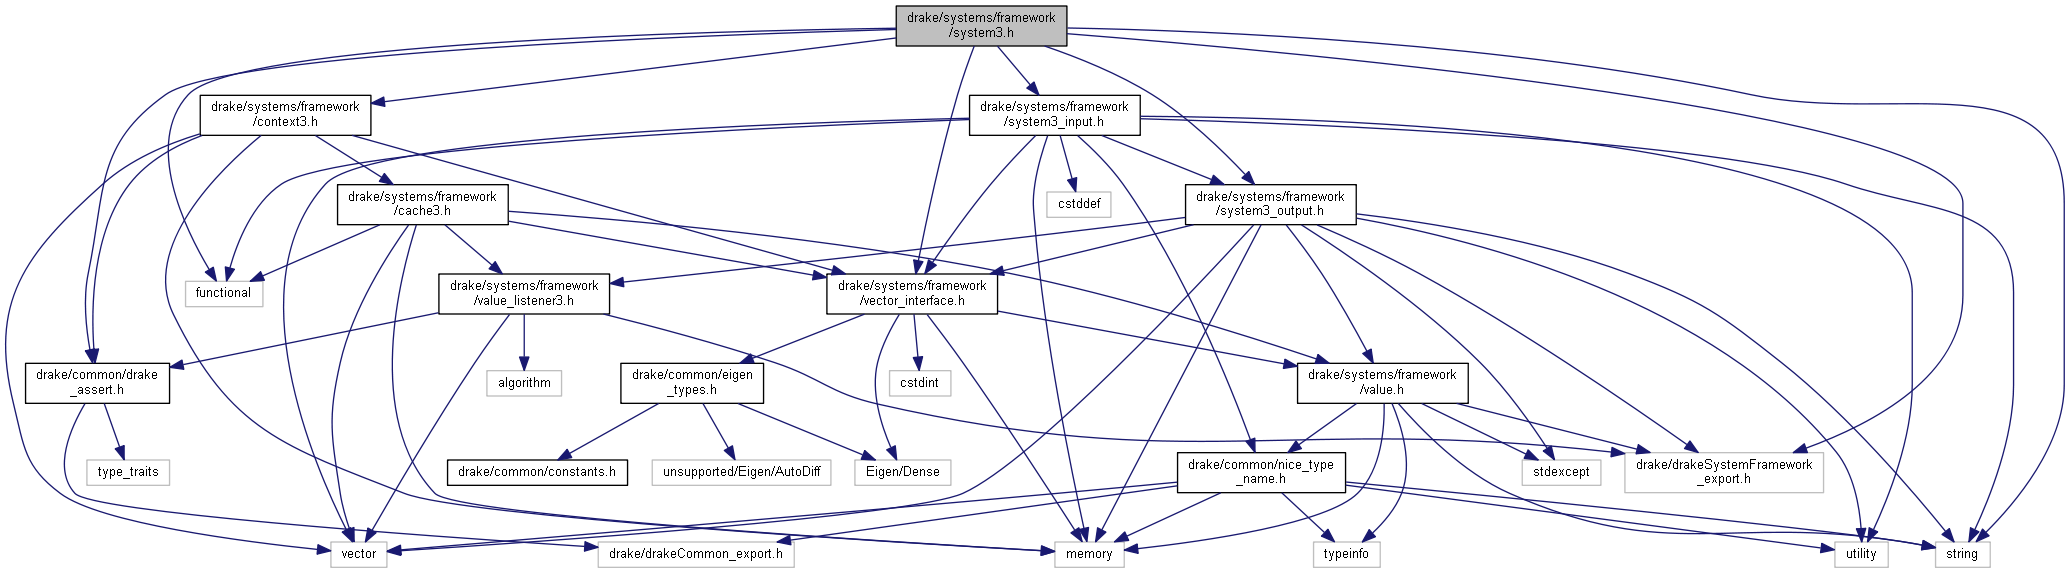 drake/systems/framework
/system3.h
drake/systems/framework
/context3.h
drake/systems/framework
/system3_input.h
drake/systems/framework
/cache3.h
cstddef
drake/systems/framework
/system3_output.h
functional
drake/systems/framework
/value_listener3.h
drake/systems/framework
/vector_interface.h
drake/common/drake
_assert.h
algorithm
drake/common/eigen
_types.h
cstdint
drake/systems/framework
/value.h
type_traits
drake/common/constants.h
unsupported/Eigen/AutoDiff
Eigen/Dense
drake/common/nice_type
_name.h
stdexcept
drake/drakeSystemFramework
_export.h
vector
drake/drakeCommon_export.h
memory
typeinfo
utility
string